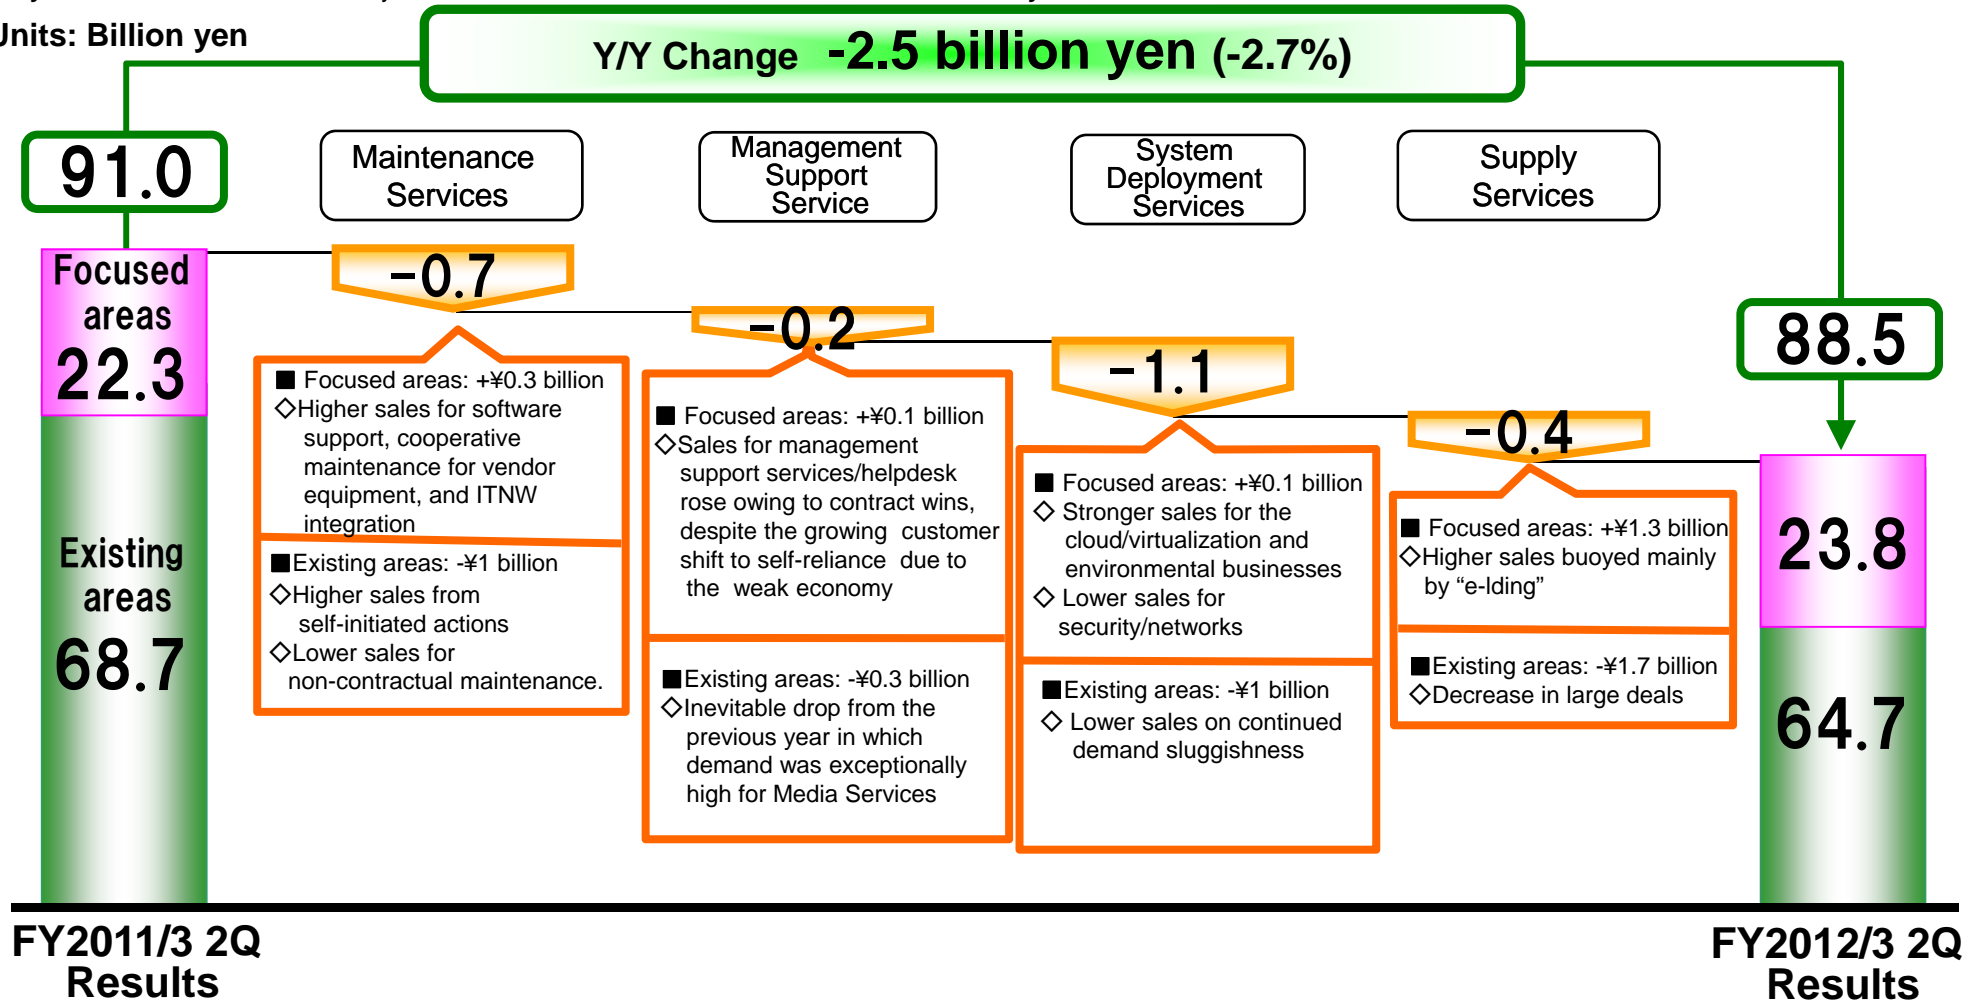 Units: Billion yen
Y/Y Change -2.5 billion yen (-2.7%)
91.0
Maintenance
Services
Management
Support
Service
System
Deployment
Services
Supply
Services
Focused
areas
22.3
Existing
areas
68.7
-0.7
■ Focused areas: +¥0.3 billion
◇Higher sales for software
support, cooperative
maintenance for vendor
equipment, and ITNW
integration
■Existing areas: -¥1 billion
◇Higher sales from
self-initiated actions
◇Lower sales for
non-contractual maintenance.
-0.2
■ Focused areas: +¥0.1 billion
◇Sales for management
support services/helpdesk
rose owing to contract wins,
despite the growing customer
shift to self-reliance due to
the weak economy
■Existing areas: -¥0.3 billion
◇Inevitable drop from the
previous year in which
demand was exceptionally
high for Media Services
-1.1
■ Focused areas: +¥0.1 billion
◇ Stronger sales for the
cloud/virtualization and
environmental businesses
◇ Lower sales for
security/networks
■Existing areas: -¥1 billion
◇ Lower sales on continued
demand sluggishness
-0.4
■ Focused areas: +¥1.3 billion
◇Higher sales buoyed mainly
by “e-lding”
■Existing areas: -¥1.7 billion
◇Decrease in large deals
88.5
23.8
64.7
FY2011/3 2Q
Results
FY2012/3 2Q
Results